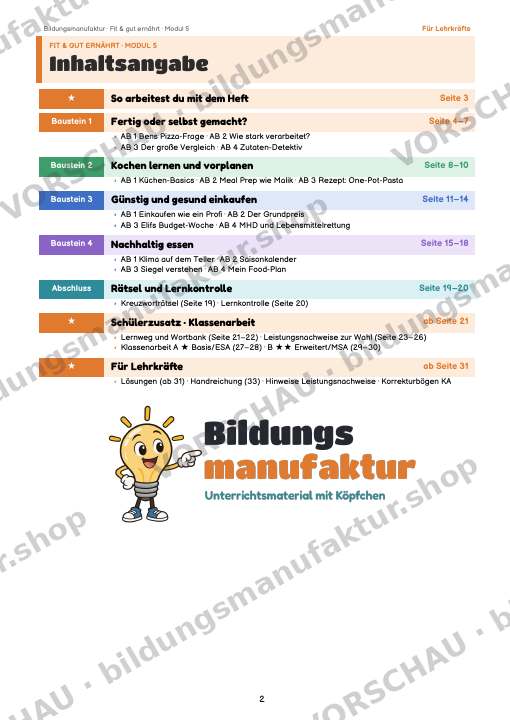 Bildungsmanufaktur · Fit & gut ernährt · Modul 5
Für Lehrkräfte
FIT & GUT ERNÄHRT · MODUL 5
Inhaltsangabe
★ So arbeitest du mit dem Heft Seite 3
Baustein 1 Fertig oder selbst gemacht? Seite 4–7
◦ AB 1 Bens Pizza-Frage · AB 2 Wie stark verarbeitet?
AB 3 Der große Vergleich · AB 4 Zutaten-Detektiv
Baustein 2 Kochen lernen und vorplanen Seite 8–10
◦ AB 1 Küchen-Basics · AB 2 Meal Prep wie Malik · AB 3 Rezept: One-Pot-Pasta
Baustein 3 Günstig und gesund einkaufen Seite 11–14
◦ AB 1 Einkaufen wie ein Profi · AB 2 Der Grundpreis
◦ AB 3 Elifs Budget-Woche · AB 4 MHD und Lebensmittelrettung
Baustein 4 Nachhaltig essen Seite 15–18
◦ AB 1 Klima auf dem Teller · AB 2 Saisonkalender
◦ AB 3 Siegel verstehen · AB 4 Mein Food-Plan
Abschluss Rätsel und Lernkontrolle Seite 19–20
◦ Kreuzworträtsel (Seite 19) · Lernkontrolle (Seite 20)
★ Schülerzusatz · Klassenarbeit ab Seite 21
◦ Lernweg und Wortbank (Seite 21–22) · Leistungsnachweise zur Wahl (Seite 23–26)
◦ Klassenarbeit A ★ Basis/ESA (27–28) · B ★★ Erweitert/MSA (29–30)
★ Für Lehrkräfte ab Seite 31
◦ Lösungen (ab 31) · Handreichung (33) · Hinweise Leistungsnachweise · Korrekturbögen KA
Bildungs
manufaktur
Unterrichtsmaterial mit Köpfchen
VORSCHAU · bildungsmanufaktur.shop
2